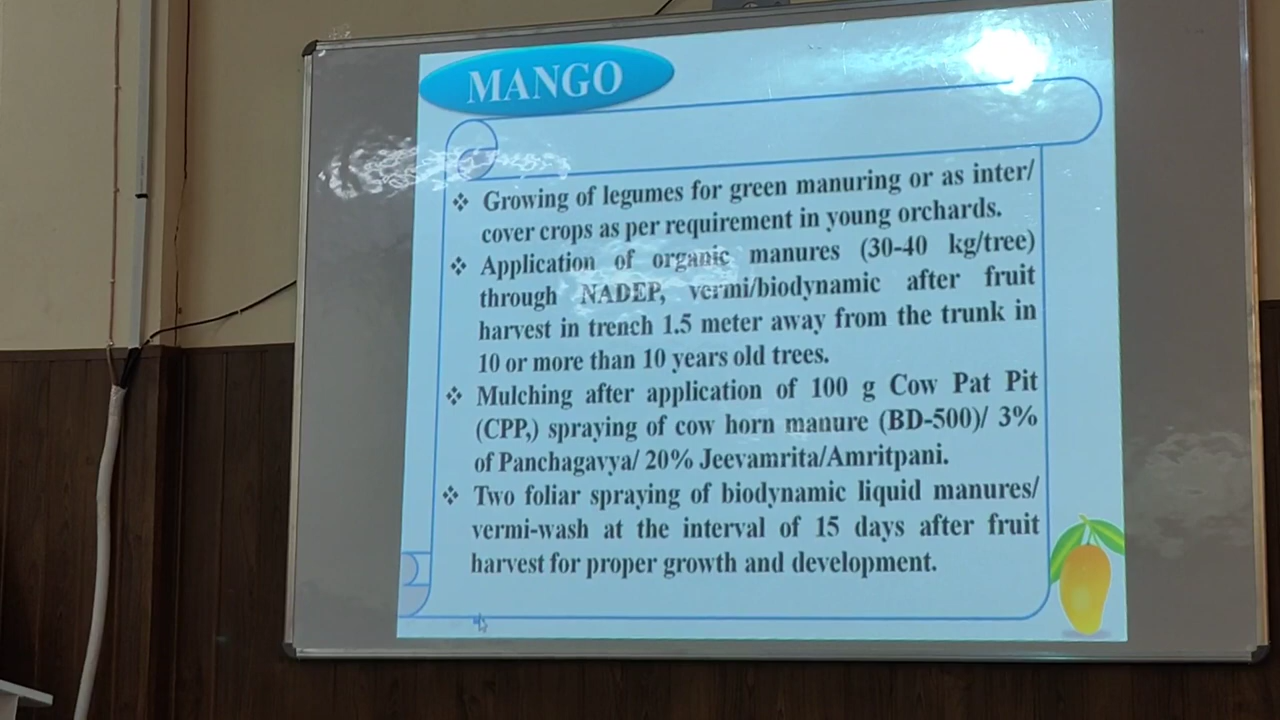 MANGO
❖ Growing of legumes for green manuring or as inter/
cover crops as per requirement in young orchards.
❖ Application of organic manures (30-40 kg/tree)
through NADEP, vermi/biodynamic after fruit
harvest in trench 1.5 meter away from the trunk in
10 or more than 10 years old trees.
❖ Mulching after application of 100 g Cow Pat Pit
(CPP,) spraying of cow horn manure (BD-500)/ 3%
of Panchagavya/ 20% Jeevamrita/Amritpani.
❖ Two foliar spraying of biodynamic liquid manures/
vermi-wash at the interval of 15 days after fruit
harvest for proper growth and development.